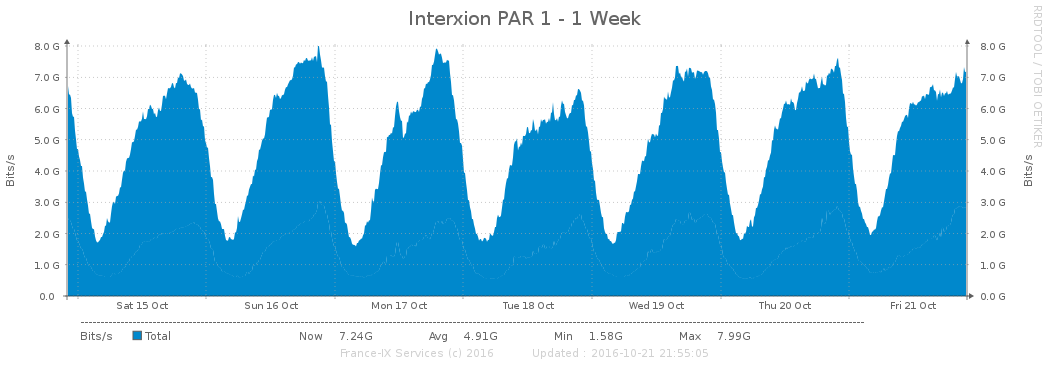 Interxion PAR 1 - 1 Week
RRDTOOL / TOBI OETIKER
Bits/s
8.0 G 8.0 G
7.0 G 7.0 G
6.0 G 6.0 G
5.0 G 5.0 G
4.0 G 4.0 G
3.0 G 3.0 G
2.0 G 2.0 G
1.0 G 1.0 G
0.0 0.0 G
Bits/s
Sat 15 Oct Sun 16 Oct Mon 17 Oct Tue 18 Oct Wed 19 Oct Thu 20 Oct Fri 21 Oct
Bits/s Total Now 7.24G Avg 4.91G Min 1.58G Max 7.99G
France-IX Services (c) 2016 Updated : 2016-10-21 21:55:05